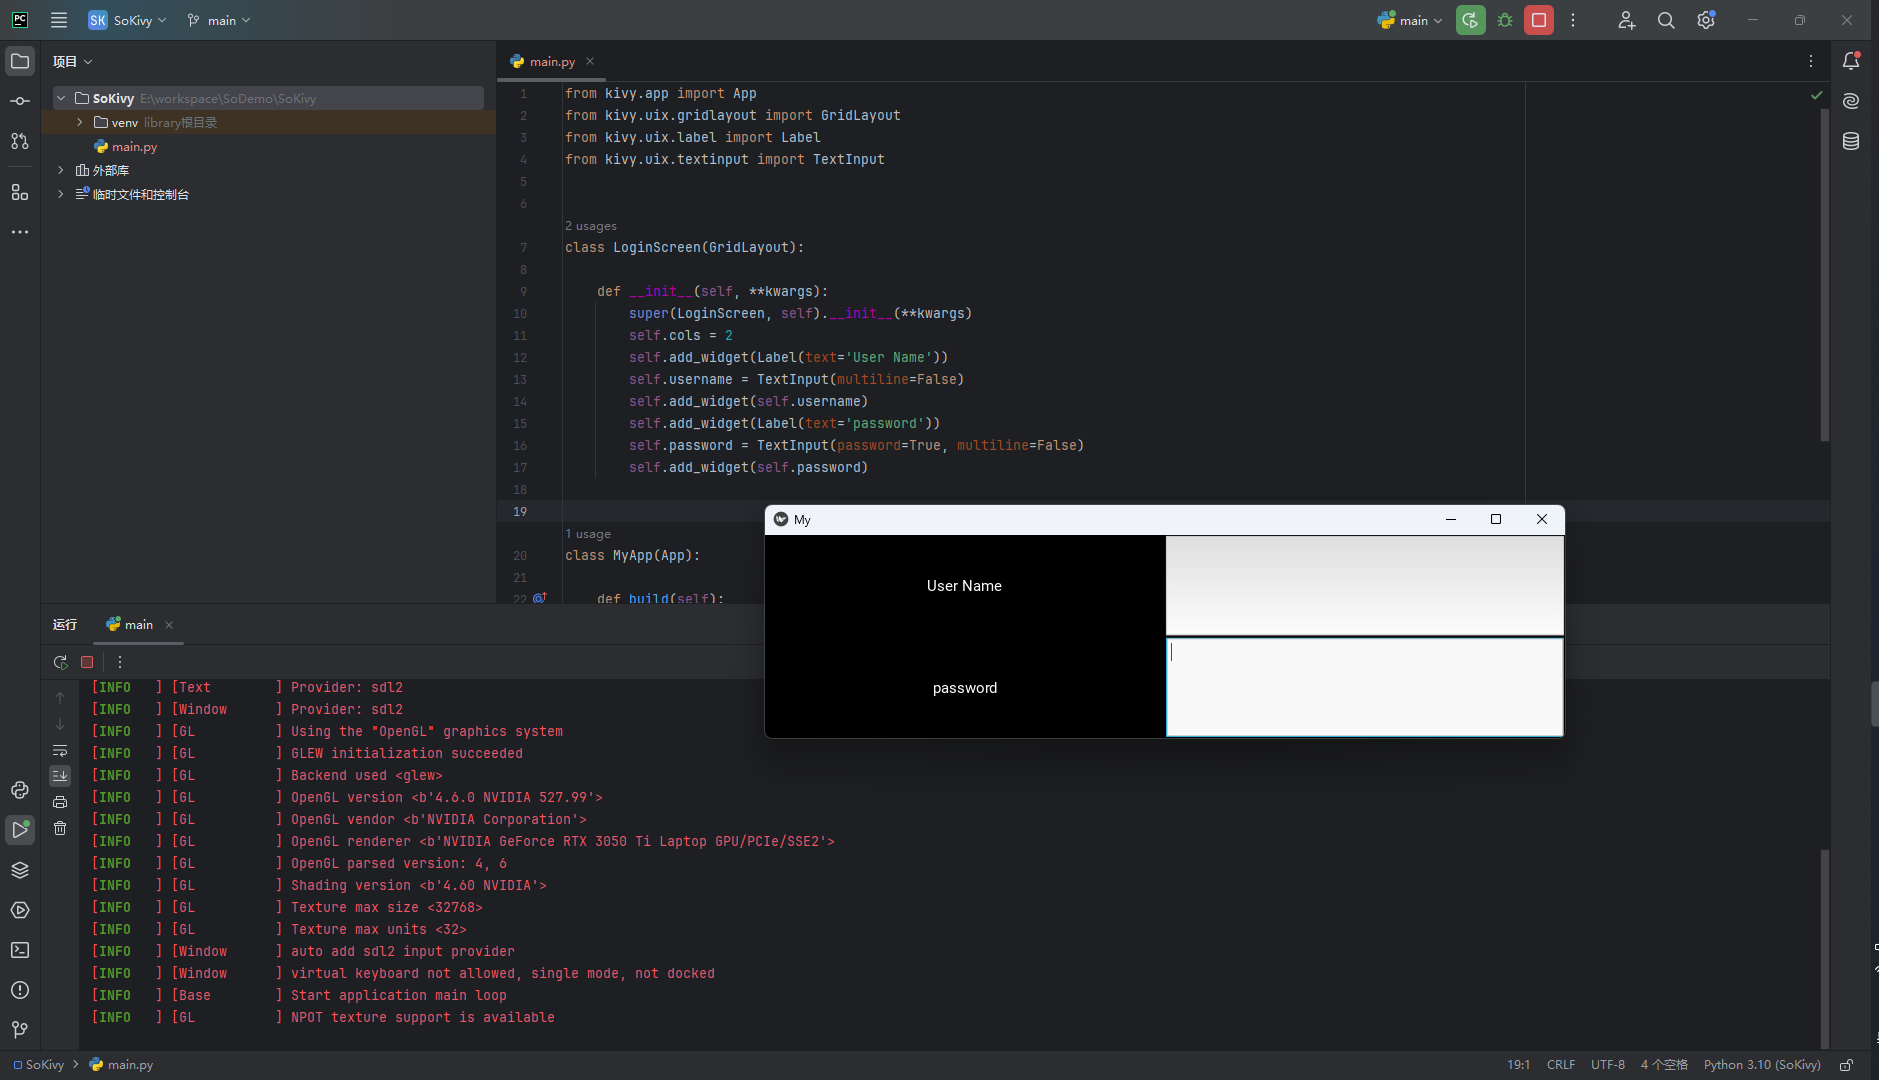 PC SK SoKivy main main
项目 main.py
SoKivy E:\workspace\SoDemo\SoKivy
venv library根目录
main.py
外部库
临时文件和控制台
1 from kivy.app import App
2 from kivy.uix.gridlayout import GridLayout
3 from kivy.uix.label import Label
4 from kivy.uix.textinput import TextInput
5
6
2 usages
7 class LoginScreen(GridLayout):
8
9 def __init__(self, **kwargs):
10 super(LoginScreen, self).__init__(**kwargs)
11 self.cols = 2
12 self.add_widget(Label(text='User Name'))
13 self.username = TextInput(multiline=False)
14 self.add_widget(self.username)
15 self.add_widget(Label(text='password'))
16 self.password = TextInput(password=True, multiline=False)
17 self.add_widget(self.password)
18
19
1 usage
20 class MyApp(App):
21
22 def build(self):
My
User Name
password
运行 main
[INFO ] [Text ] Provider: sdl2
[INFO ] [Window ] Provider: sdl2
[INFO ] [GL ] Using the "OpenGL" graphics system
[INFO ] [GL ] GLEW initialization succeeded
[INFO ] [GL ] Backend used <glew>
[INFO ] [GL ] OpenGL version <b'4.6.0 NVIDIA 527.99'>
[INFO ] [GL ] OpenGL vendor <b'NVIDIA Corporation'>
[INFO ] [GL ] OpenGL renderer <b'NVIDIA GeForce RTX 3050 Ti Laptop GPU/PCIe/SSE2'>
[INFO ] [GL ] OpenGL parsed version: 4, 6
[INFO ] [GL ] Shading version <b'4.60 NVIDIA'>
[INFO ] [GL ] Texture max size <32768>
[INFO ] [GL ] Texture max units <32>
[INFO ] [Window ] auto add sdl2 input provider
[INFO ] [Window ] virtual keyboard not allowed, single mode, not docked
[INFO ] [Base ] Start application main loop
[INFO ] [GL ] NPOT texture support is available
SoKivy main.py 19:1 CRLF UTF-8 4 个空格 Python 3.10 (SoKivy)